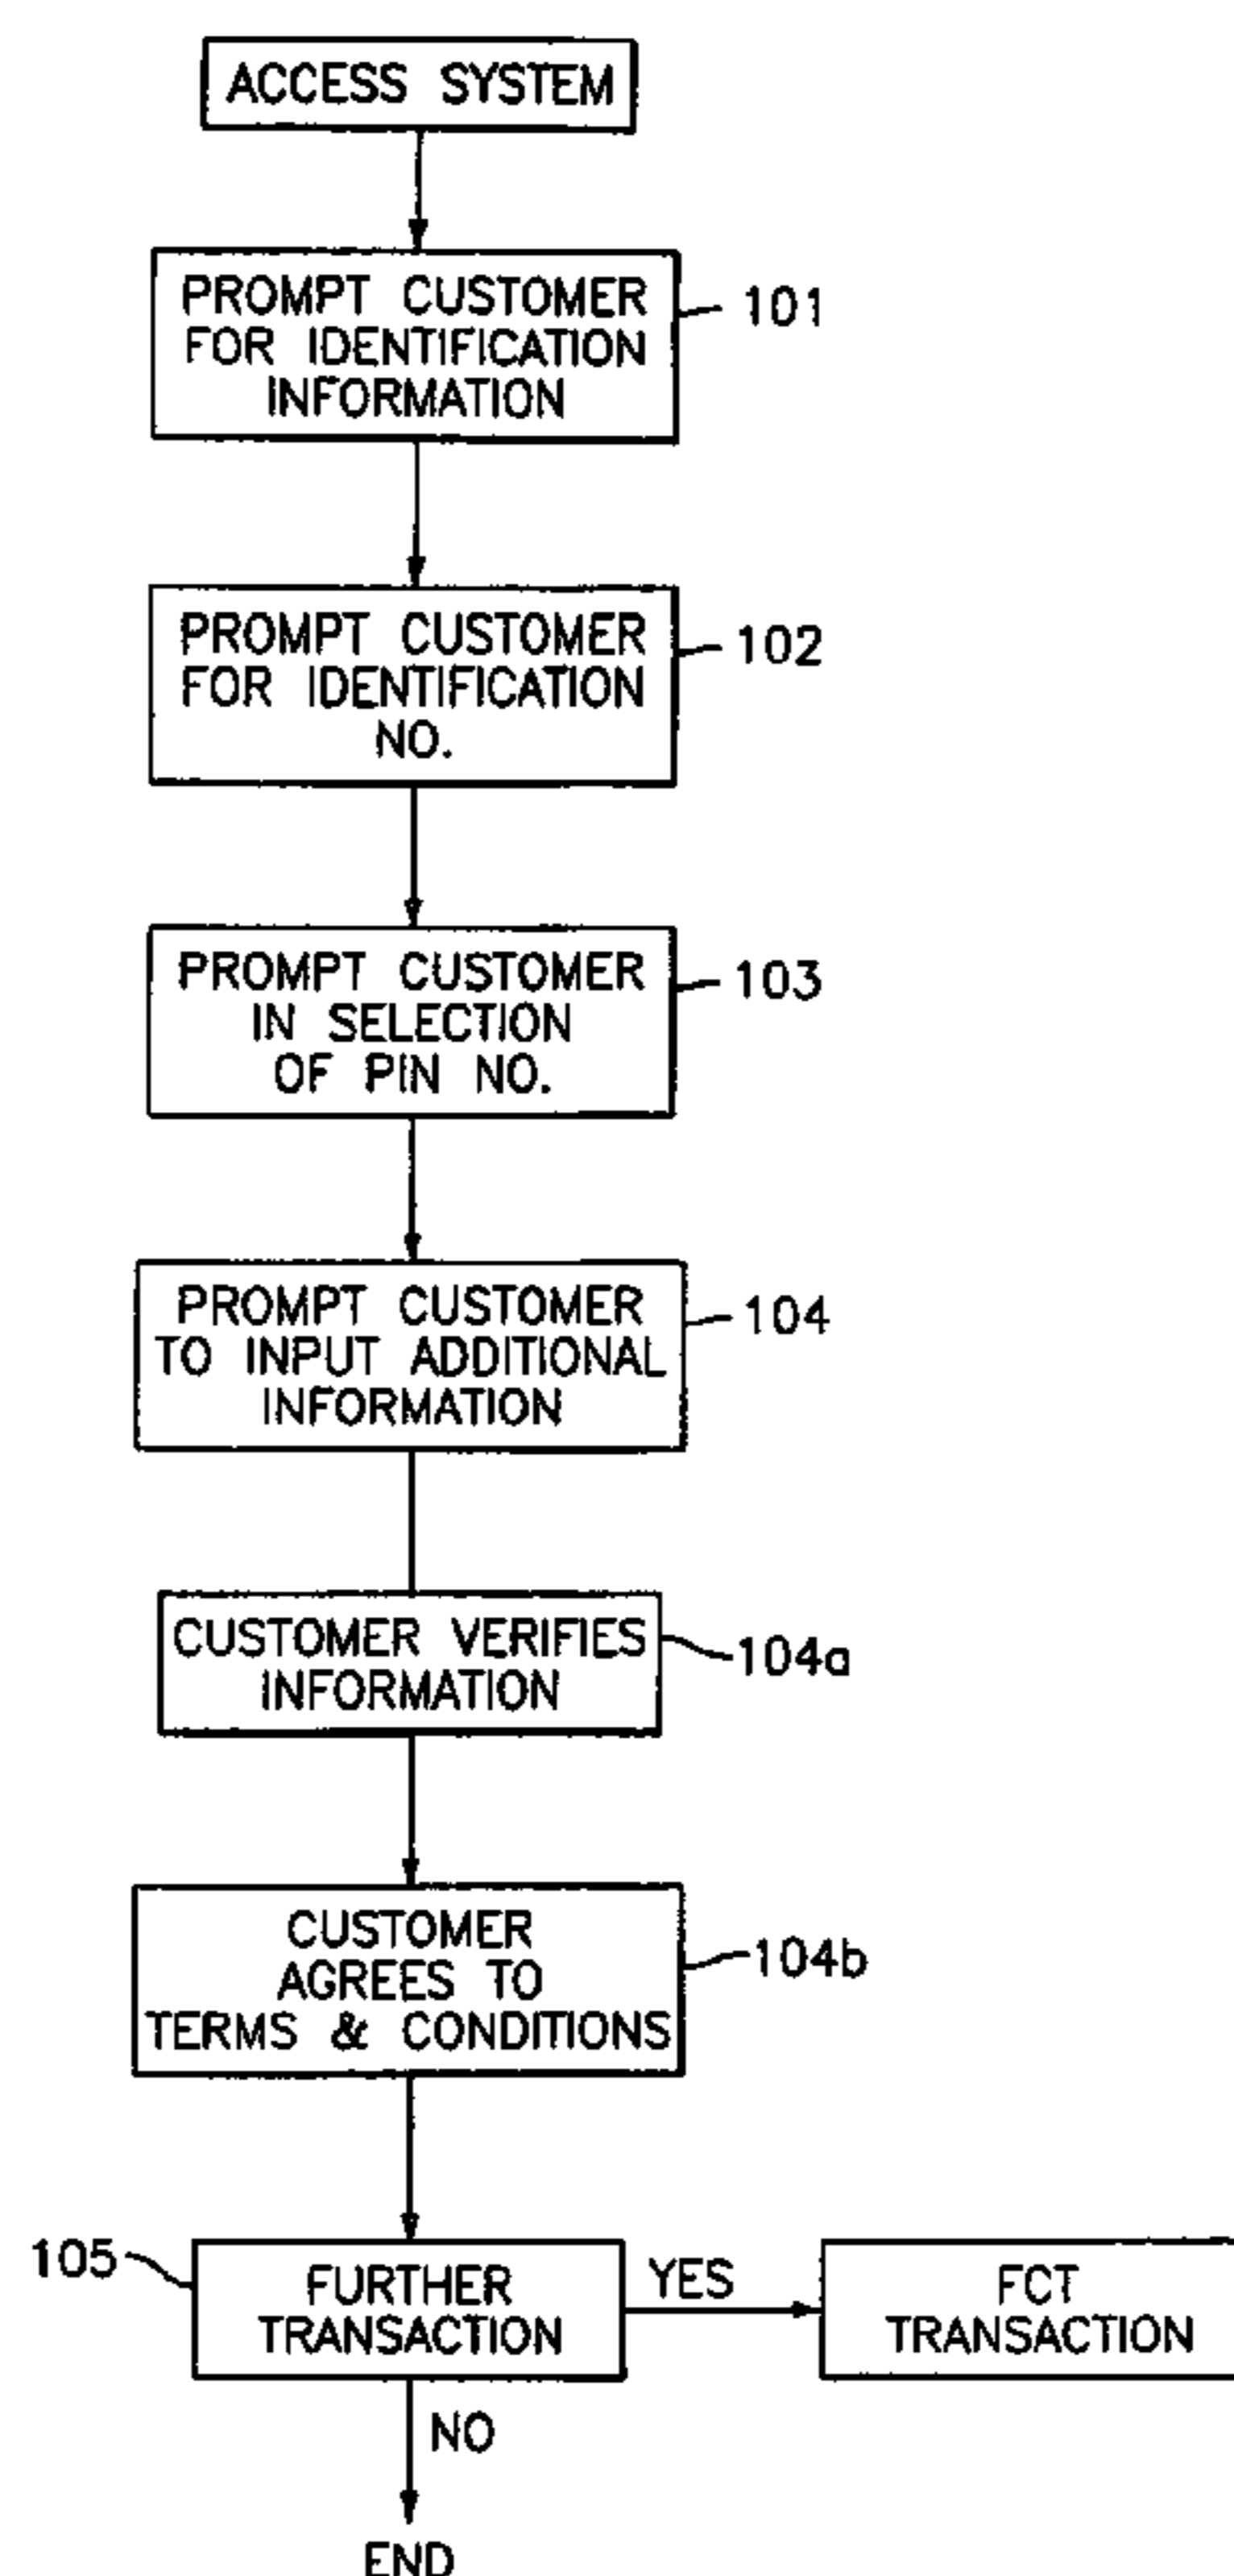 ACCESS SYSTEM
PROMPT CUSTOMER
FOR IDENTIFICATION
INFORMATION
101
PROMPT CUSTOMER
FOR IDENTIFICATION
NO.
102
PROMPT CUSTOMER
IN SELECTION
OF PIN NO.
103
PROMPT CUSTOMER
TO INPUT ADDITIONAL
INFORMATION
104
CUSTOMER VERIFIES
INFORMATION
104a
CUSTOMER
AGREES TO
TERMS & CONDITIONS
104b
105
FURTHER
TRANSACTION
YES
FCT
TRANSACTION
NO
END